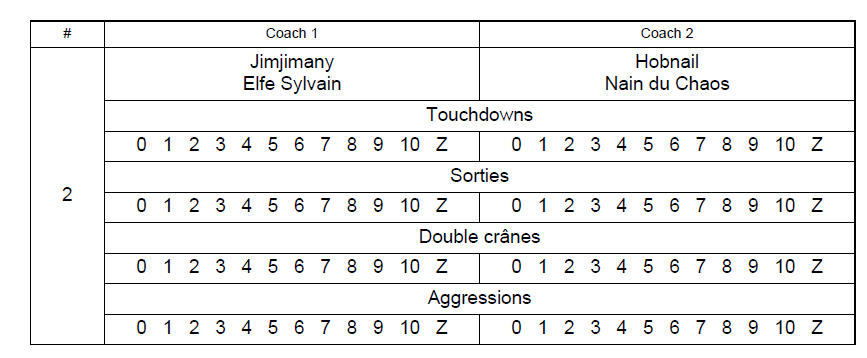 # Coach 1 Coach 2
Jimjimany Hobnail
Elfe Sylvain Nain du Chaos
Touchdowns
0 1 2 3 4 5 6 7 8 9 10 Z 0 1 2 3 4 5 6 7 8 9 10 Z
Sorties
2
0 1 2 3 4 5 6 7 8 9 10 Z 0 1 2 3 4 5 6 7 8 9 10 Z
Double crânes
0 1 2 3 4 5 6 7 8 9 10 Z 0 1 2 3 4 5 6 7 8 9 10 Z
Aggressions
0 1 2 3 4 5 6 7 8 9 10 Z 0 1 2 3 4 5 6 7 8 9 10 Z